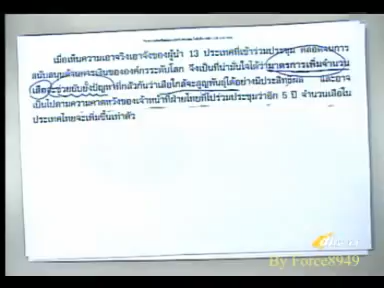 เมื่อเห็นความเอาจริงเอาจังของผู้นำ 13 ประเทศที่เข้าร่วมประชุม ตลอดจนการ
สนับสนุนด้านการเงินขององค์กรระดับโลก จึงเป็นที่น่ามั่นใจได้ว่ามาตรการเพิ่มจำนวน
เสือจะช่วยยับยั้งปัญหาที่กลัวกันว่าเสือใกล้จะสูญพันธุ์ได้อย่างมีประสิทธิผล และอาจ
เป็นไปตามความคาดหวังของเจ้าหน้าที่ฝ่ายไทยที่ไปร่วมประชุมว่าอีก 5 ปี จำนวนเสือใน
ประเทศไทยจะเพิ่มขึ้นเท่าตัว
By Force8949